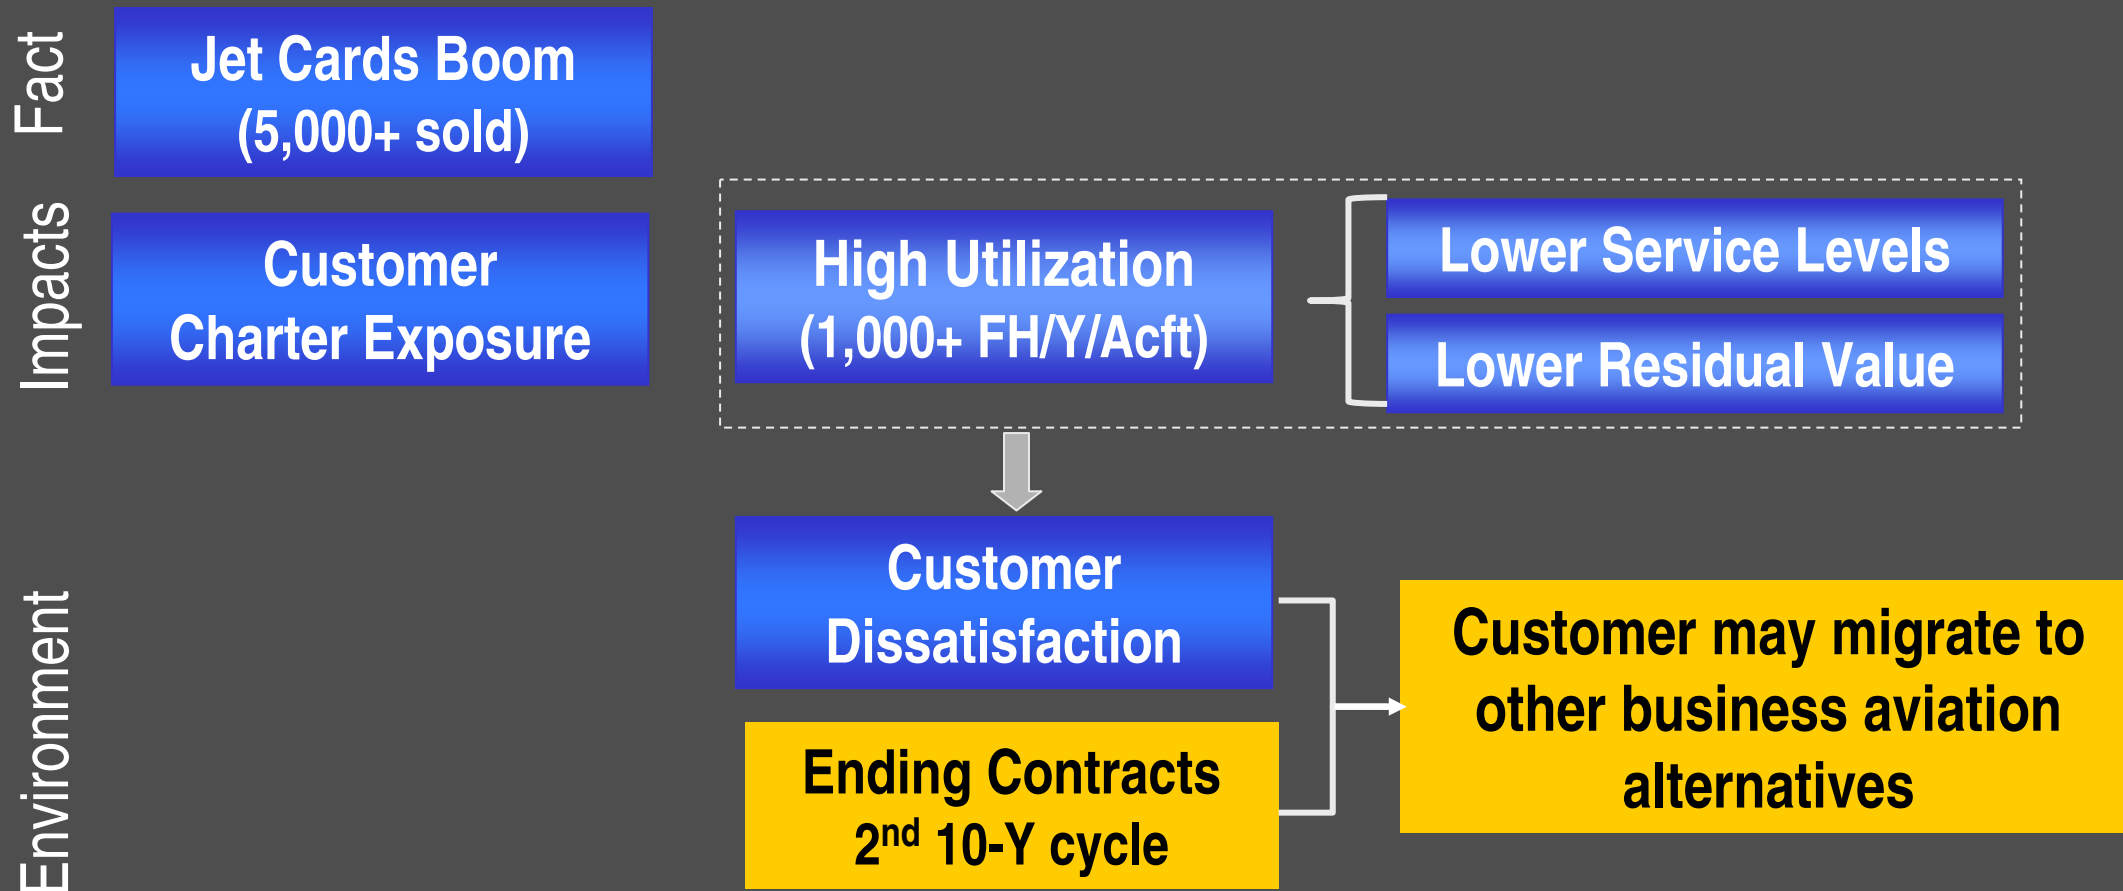 Fact
Jet Cards Boom
(5,000+ sold)
Impacts
Customer
Charter Exposure
High Utilization
(1,000+ FH/Y/Acft)
Lower Service Levels
Lower Residual Value
Environment
Customer
Dissatisfaction
Ending Contracts
2nd 10-Y cycle
Customer may migrate to
other business aviation
alternatives